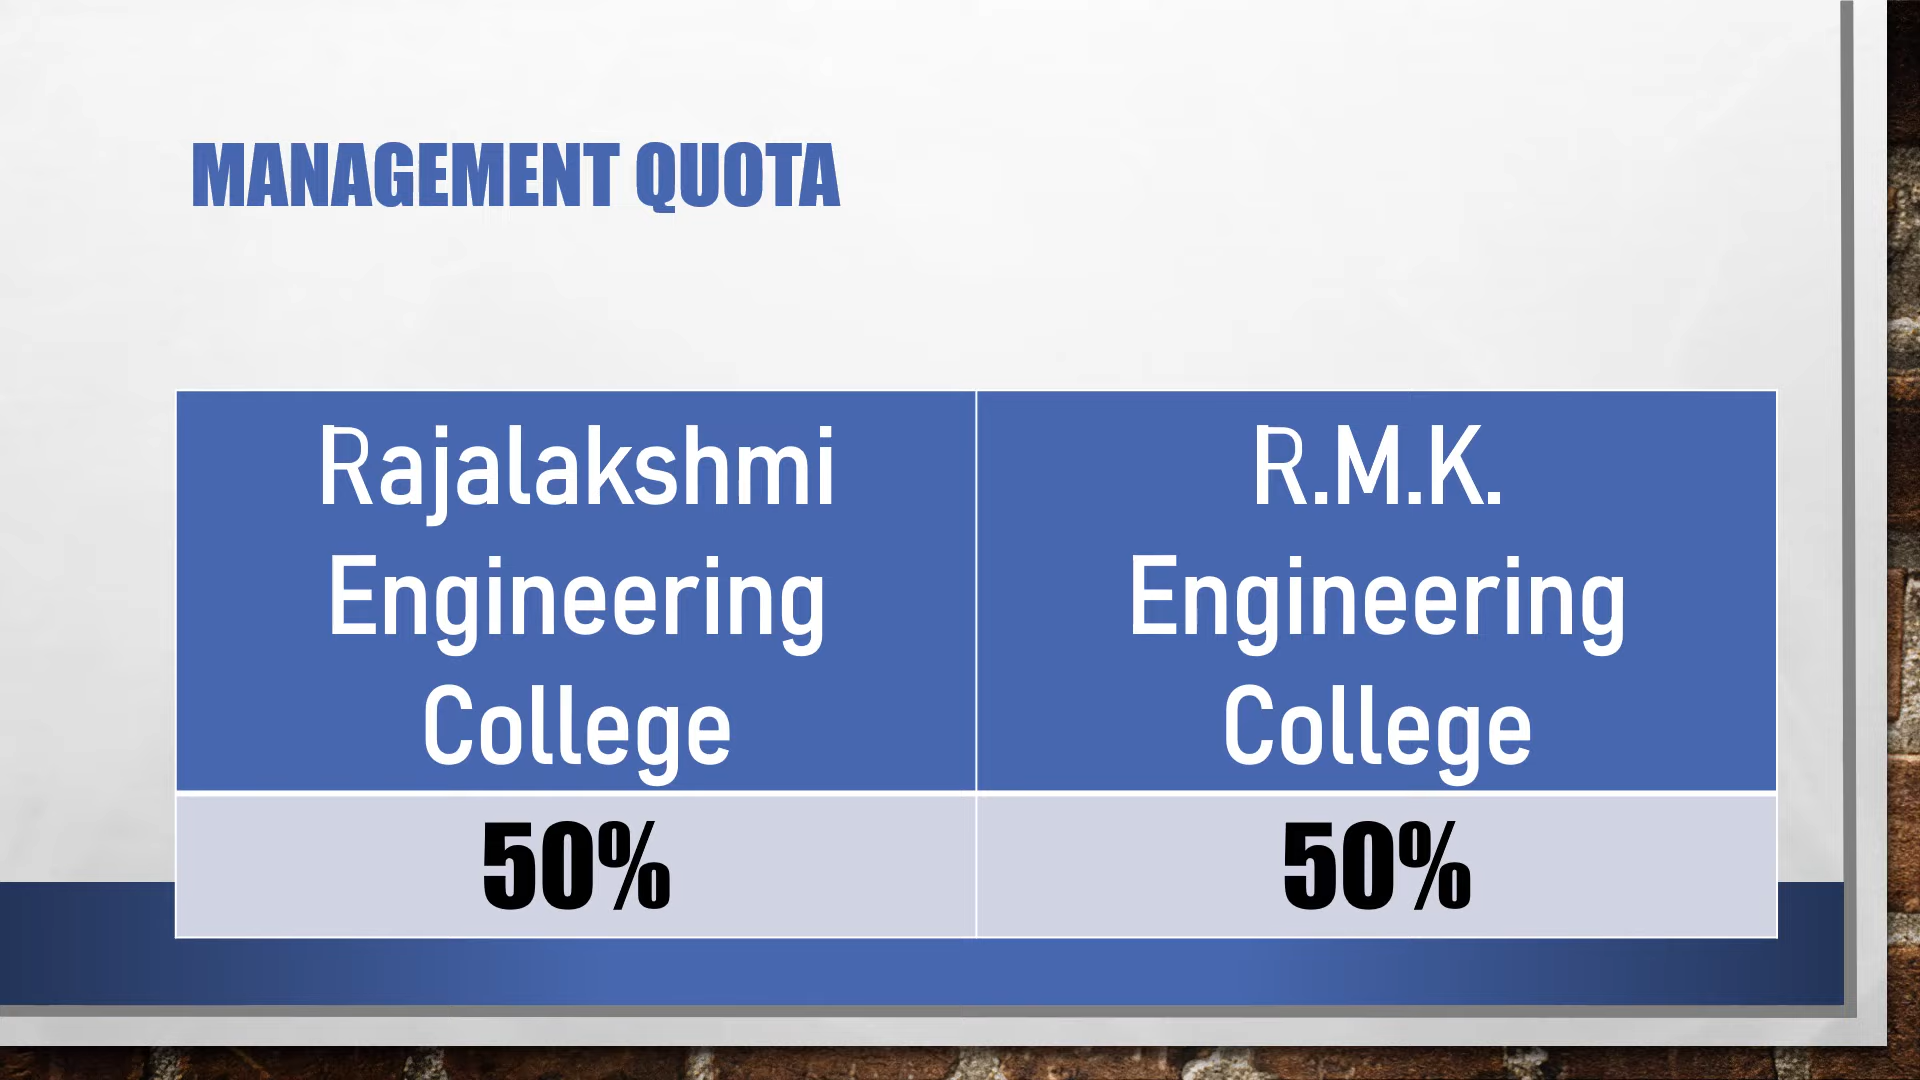 MANAGEMENT QUOTA
Rajalakshmi
Engineering
College
R.M.K.
Engineering
College
50%
50%